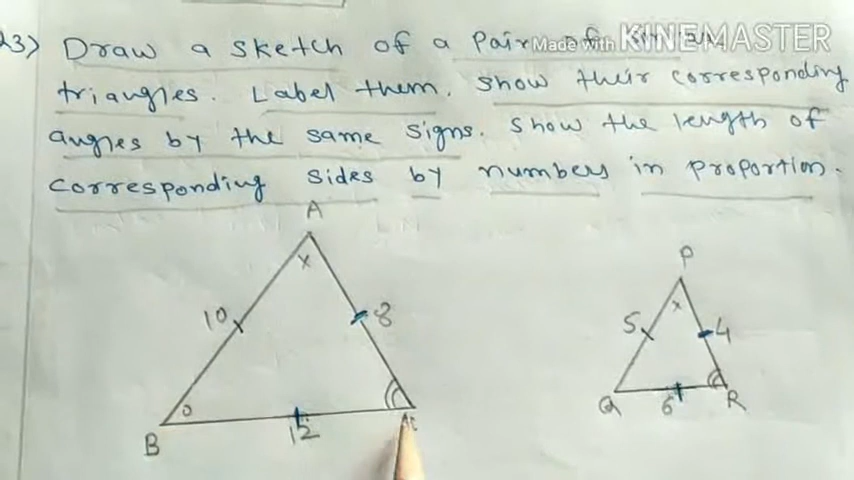 23) Draw a sketch of a pair of
Made with KINEMASTER
triangles. Label them. Show their corresponding
angles by the same signs. Show the length of
corresponding sides by numbers in proportion.
A
P
x
x
10
8
5
4
o
B
12
Q
6
R